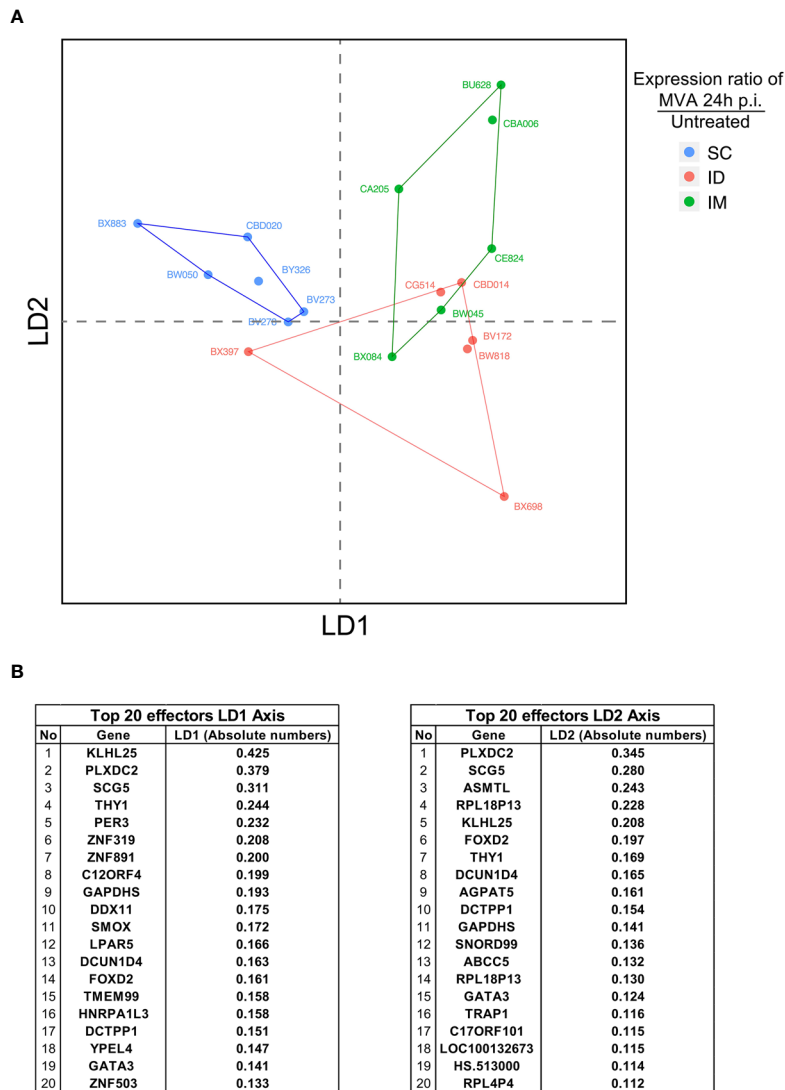 A
Expression ratio of
MVA 24h p.i.
Untreated
SC
ID
IM
BU628
CBA006
CA205
BX883
CBD020
CE824
BY326
BW050
CG514
CBD014
BV273
BW045
BV276
BV172
BX397
BX084
BW818
BX698
LD2
LD1
B
Top 20 effectors LD1 Axis
No Gene LD1 (Absolute numbers)
1 KLHL25 0.425
2 PLXDC2 0.379
3 SCG5 0.311
4 THY1 0.244
5 PER3 0.232
6 ZNF319 0.208
7 ZNF891 0.200
8 C12ORF4 0.199
9 GAPDHS 0.193
10 DDX11 0.175
11 SMOX 0.172
12 LPAR5 0.166
13 DCUN1D4 0.163
14 FOXD2 0.161
15 TMEM99 0.158
16 HNRPA1L3 0.158
17 DCTPP1 0.151
18 YPEL4 0.147
19 GATA3 0.141
20 ZNF503 0.133
Top 20 effectors LD2 Axis
No Gene LD2 (Absolute numbers)
1 PLXDC2 0.345
2 SCG5 0.280
3 ASMTL 0.243
4 RPL18P13 0.228
5 KLHL25 0.208
6 FOXD2 0.197
7 THY1 0.169
8 DCUN1D4 0.165
9 AGPAT5 0.161
10 DCTPP1 0.154
11 GAPDHS 0.141
12 SNORD99 0.136
13 ABCC5 0.132
14 RPL18P13 0.130
15 GATA3 0.124
16 TRAP1 0.116
17 C17ORF101 0.115
18 LOC100132673 0.115
19 HS.513000 0.114
20 RPL4P4 0.112